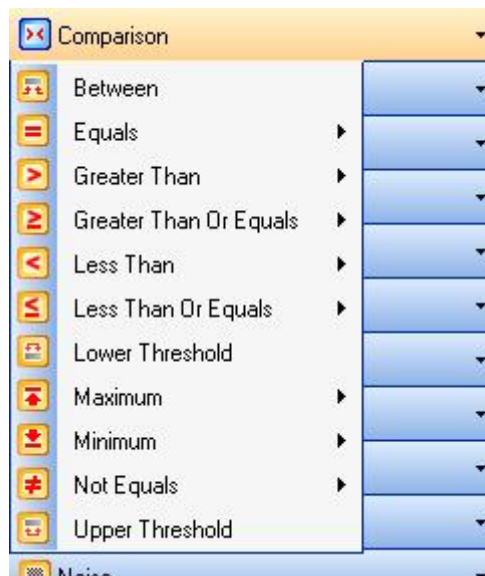 Comparison
Between
Equals
Greater Than
Greater Than Or Equals
Less Than
Less Than Or Equals
Lower Threshold
Maximum
Minimum
Not Equals
Upper Threshold
Noise